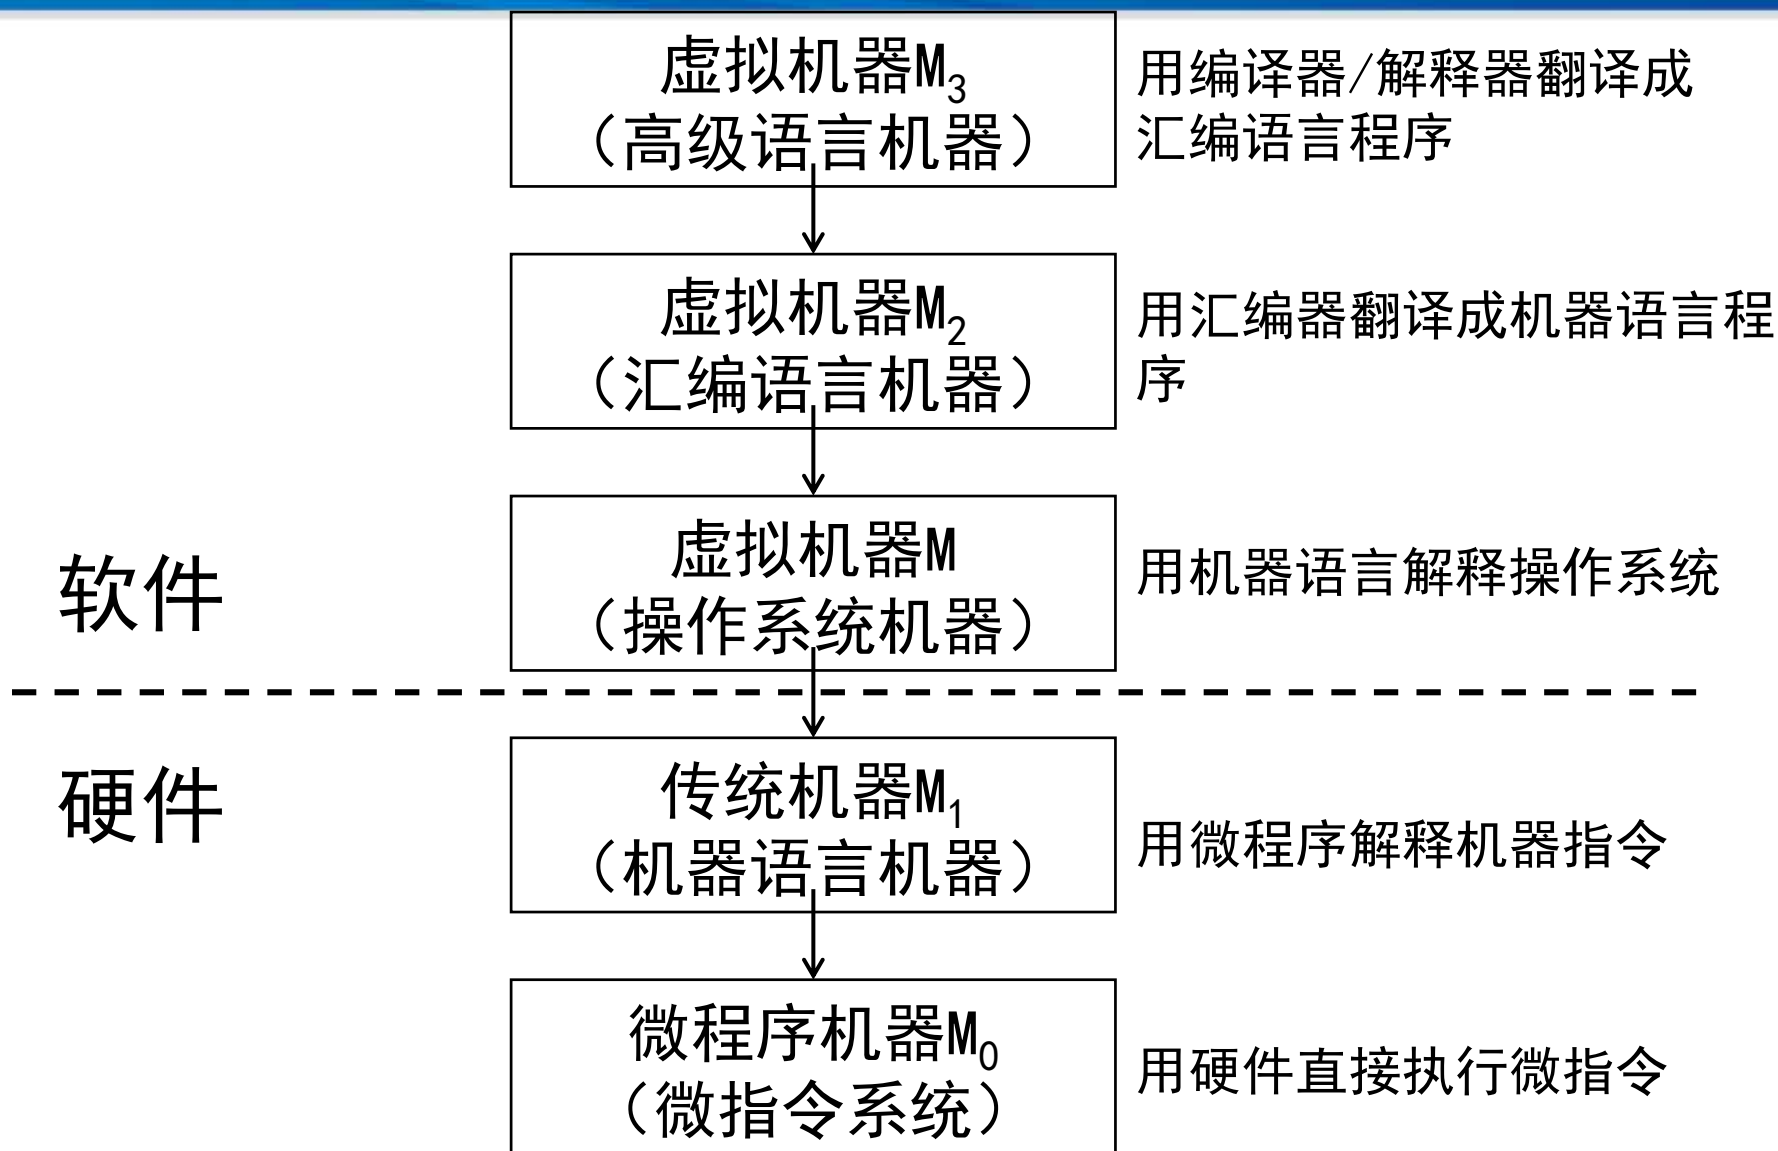 虚拟机器M₃
（高级语言机器）
用编译器/解释器翻译成
汇编语言程序
虚拟机器M₂
（汇编语言机器）
用汇编器翻译成机器语言程
序
虚拟机器M
（操作系统机器）
用机器语言解释操作系统
软件
硬件
传统机器M₁
（机器语言机器）
用微程序解释机器指令
微程序机器M₀
（微指令系统）
用硬件直接执行微指令